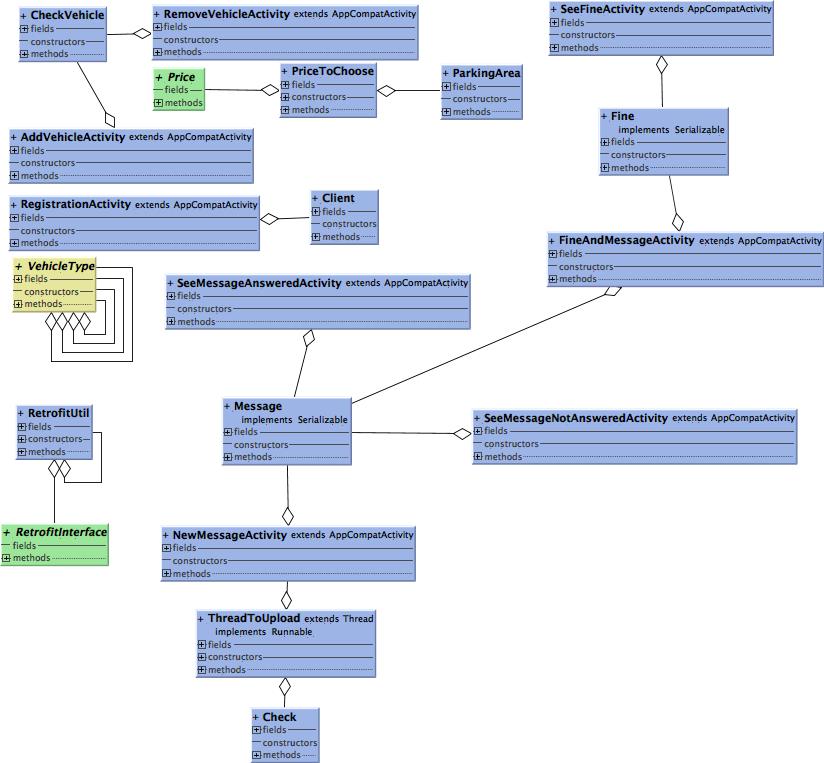 + CheckVehicle
fields
constructors
methods
+ RemoveVehicleActivity extends AppCompatActivity
fields
constructors
methods
+ SeeFineActivity extends AppCompatActivity
fields
constructors
methods
+ Price
fields
methods
+ PriceToChoose
fields
constructors
methods
+ ParkingArea
fields
constructors
methods
+ Fine
implements Serializable
fields
constructors
methods
+ AddVehicleActivity extends AppCompatActivity
fields
constructors
methods
+ RegistrationActivity extends AppCompatActivity
fields
constructors
methods
+ Client
fields
constructors
methods
+ FineAndMessageActivity extends AppCompatActivity
fields
constructors
methods
+ VehicleType
fields
constructors
methods
+ SeeMessageAnsweredActivity extends AppCompatActivity
fields
constructors
methods
+ RetrofitUtil
fields
constructors
methods
+ Message
implements Serializable
fields
constructors
methods
+ SeeMessageNotAnsweredActivity extends AppCompatActivity
fields
constructors
methods
+ RetrofitInterface
fields
methods
+ NewMessageActivity extends AppCompatActivity
fields
constructors
methods
+ ThreadToUpload extends Thread
implements Runnable
fields
constructors
methods
+ Check
fields
constructors
methods